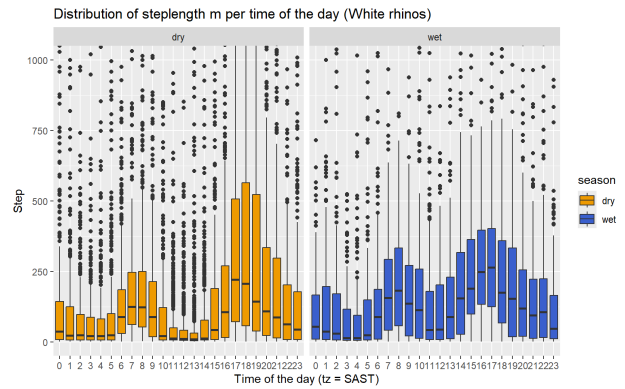 Distribution of steplength m per time of the day (White rhinos)
dry wet
1000
750
500
250
0
Step
0 1 2 3 4 5 6 7 8 9 10 11 12 13 14 15 16 17 18 19 20 21 22 23 0 1 2 3 4 5 6 7 8 9 10 11 12 13 14 15 16 17 18 19 20 21 22 23
Time of the day (tz = SAST)
season
dry
wet